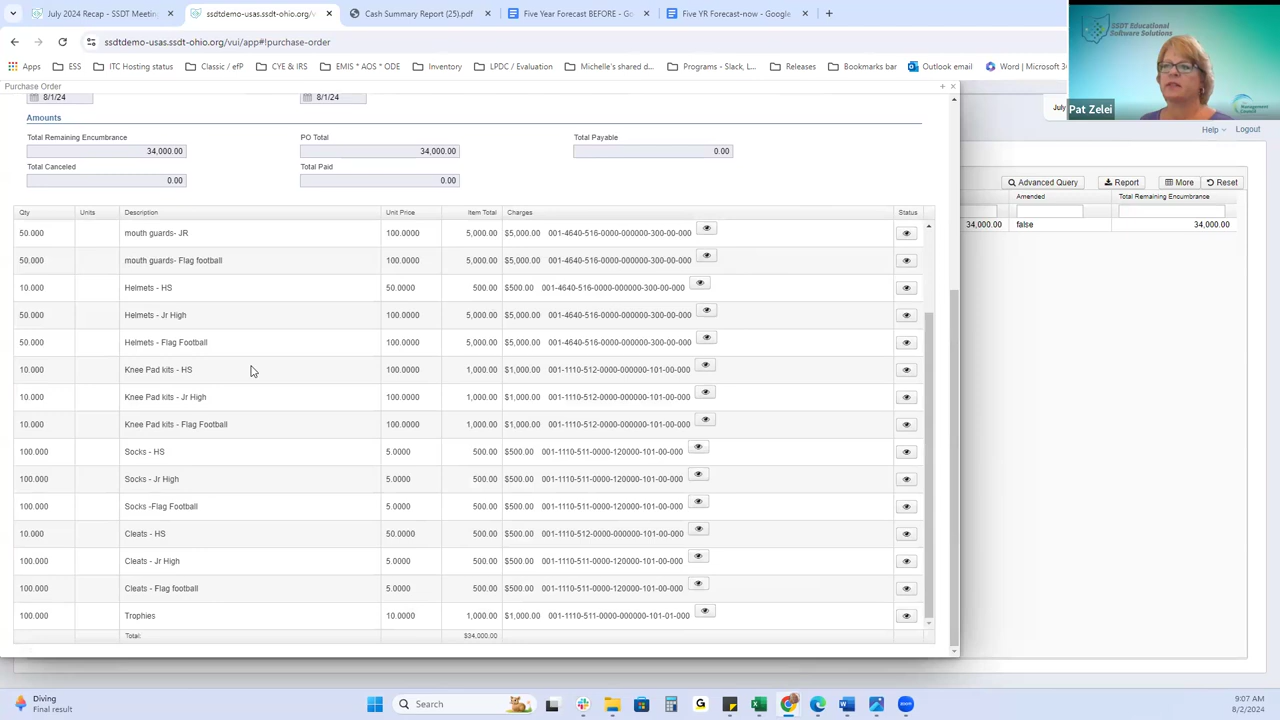 July 2024 Recap - SSDT Meetin
ssdtdemo-usas.ssdt-ohio.org/vu
Cash Summary Report (25).pdf
Five Year Forecast BEFORE - Go
Five YR Forecast-now - Google
ssdtdemo-usas.ssdt-ohio.org/vui/app#!purchase-order
Apps
ESS
ITC Hosting status
Classic / efP
CYE & IRS
EMIS * AOS * ODE
Inventory
LPDC / Evaluation
Michelle's shared d...
Programs - Slack, L...
Releases
Bookmarks bar
Outlook email
Word | Microsoft 36
SSDT Educational
Software Solutions
Management
Council
Pat Zelei
Purchase Order
July
Help
Logout
8/1/24
8/1/24
Amounts
Total Remaining Encumbrance
PO Total
Total Payable
34,000.00
34,000.00
0.00
Total Canceled
Total Paid
0.00
0.00
Advanced Query
Report
More
Reset
Amended
Total Remaining Encumbrance
34,000.00
false
34,000.00
Qty Units Description Unit Price Item Total Charges Status
50.000 mouth guards- JR 100.0000 5,000.00 $5,000.00 001-4640-516-0000-000000-300-00-000
50.000 mouth guards- Flag football 100.0000 5,000.00 $5,000.00 001-4640-516-0000-000000-300-00-000
10.000 Helmets - HS 50.0000 500.00 $500.00 001-4640-516-0000-000000-300-00-000
50.000 Helmets - Jr High 100.0000 5,000.00 $5,000.00 001-4640-516-0000-000000-300-00-000
50.000 Helmets - Flag Football 100.0000 5,000.00 $5,000.00 001-4640-516-0000-000000-300-00-000
10.000 Knee Pad kits - HS 100.0000 1,000.00 $1,000.00 001-1110-512-0000-000000-101-00-000
10.000 Knee Pad kits - Jr High 100.0000 1,000.00 $1,000.00 001-1110-512-0000-000000-101-00-000
10.000 Knee Pad kits - Flag Football 100.0000 1,000.00 $1,000.00 001-1110-512-0000-000000-101-00-000
100.000 Socks - HS 5.0000 500.00 $500.00 001-1110-511-0000-120000-101-00-000
100.000 Socks - Jr High 5.0000 500.00 $500.00 001-1110-511-0000-120000-101-00-000
100.000 Socks -Flag Football 5.0000 500.00 $500.00 001-1110-511-0000-120000-101-00-000
10.000 Cleats - HS 50.0000 500.00 $500.00 001-1110-512-0000-000000-101-00-000
100.000 Cleats - Jr High 5.0000 500.00 $500.00 001-1110-511-0000-120000-101-00-000
100.000 Cleats - Flag football 5.0000 500.00 $500.00 001-1110-511-0000-120000-101-00-000
100.000 Trophies 10.0000 1,000.00 $1,000.00 001-1110-511-0000-000000-101-01-000
Total: $34,000.00
Diving
Final result
Search
9:07 AM
8/2/2024